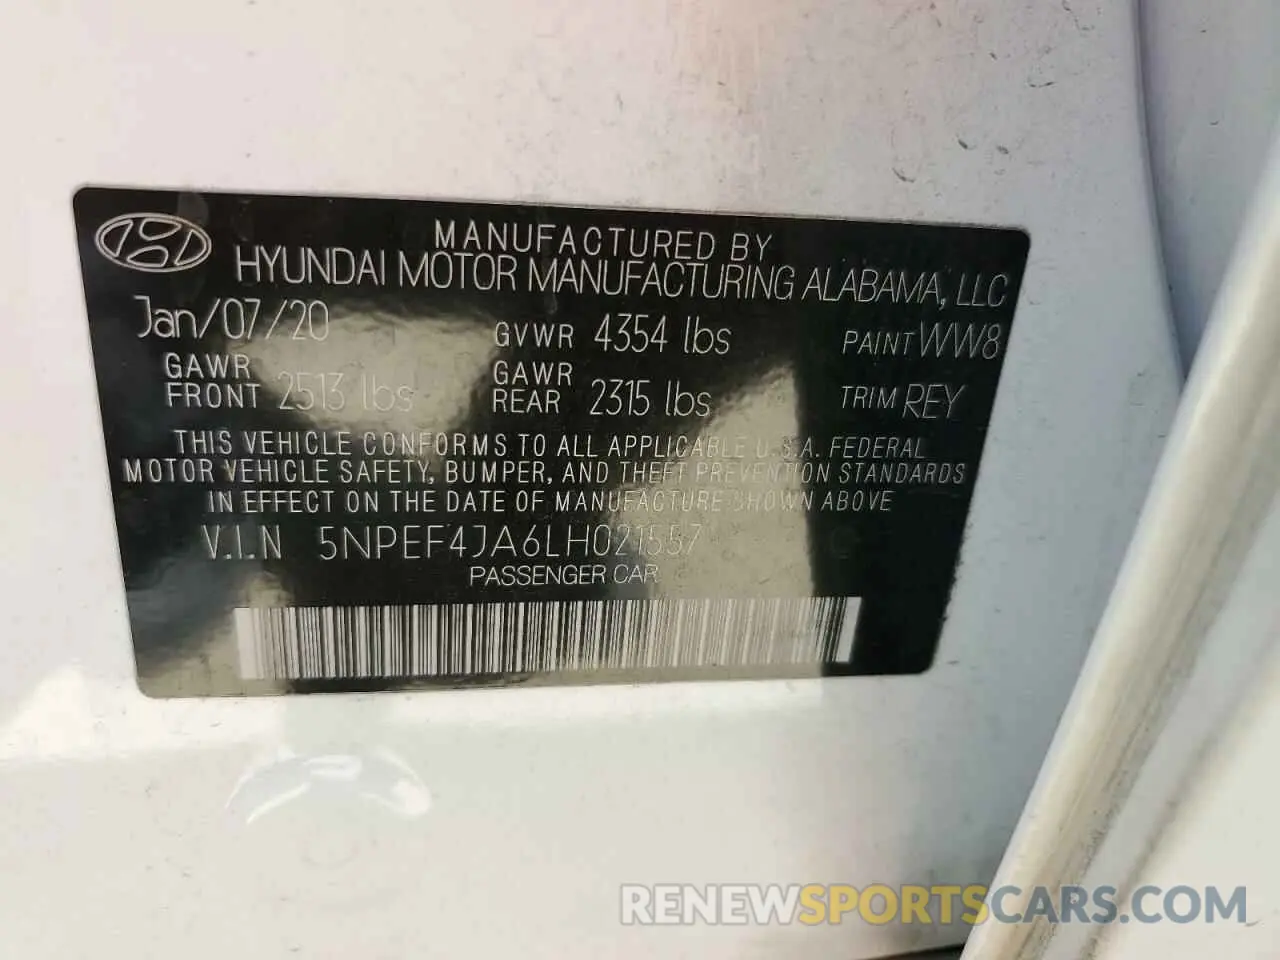 MANUFACTURED BY
HYUNDAI MOTOR MANUFACTURING ALABAMA, LLC
Jan/07/20 GVWR 4354 lbs PAINT WW8
GAWR FRONT 2513 lbs GAWR REAR 2315 lbs TRIM REY
THIS VEHICLE CONFORMS TO ALL APPLICABLE U.S.A. FEDERAL
MOTOR VEHICLE SAFETY, BUMPER, AND THEFT PREVENTION STANDARDS
IN EFFECT ON THE DATE OF MANUFACTURE SHOWN ABOVE
V.I.N 5NPEF4JA6LH021557
PASSENGER CAR
RENEWSPORTSCARS.COM